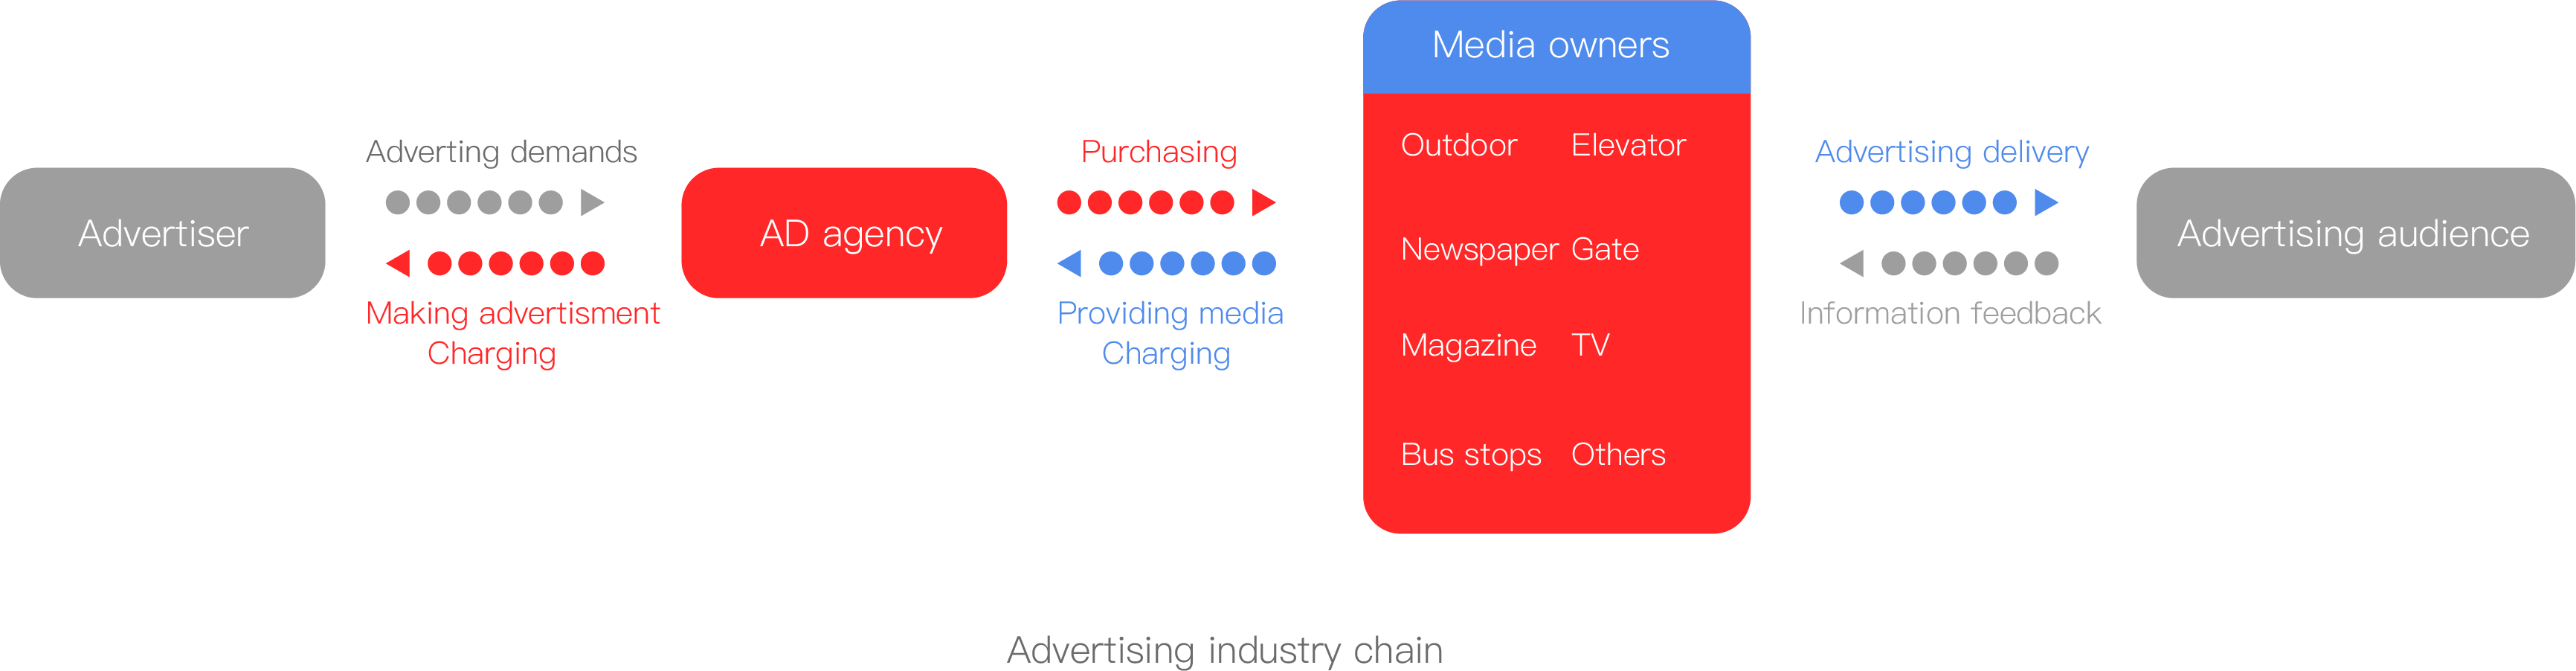 Media owners
Outdoor Elevator
Adverting demands
Purchasing
Advertising delivery
Advertiser
AD agency
Newspaper Gate
Advertising audience
Making advertisment
Charging
Providing media
Charging
Information feedback
Magazine TV
Bus stops Others
Advertising industry chain